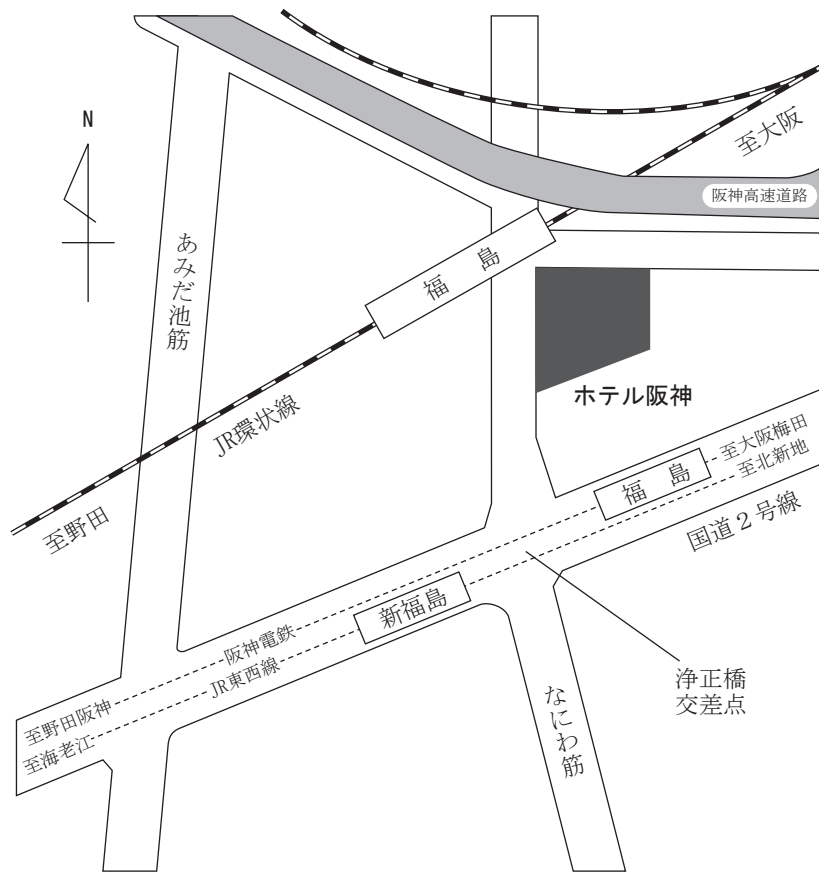 N
至大阪
阪神高速道路
あみだ池筋
福島
JR環状線
ホテル阪神
至野田
至大阪梅田
至北新地
福島
国道2号線
新福島
阪神電鉄
JR東西線
浄正橋
交差点
なにわ筋
至野田阪神
至海老江